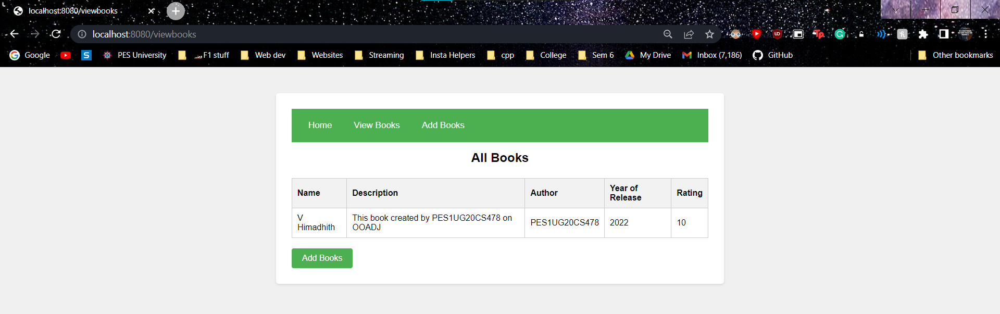 localhost:8080/viewbooks
localhost:8080/viewbooks
Google
S
PES University
F1 stuff
Web dev
Websites
Streaming
Insta Helpers
cpp
College
Sem 6
My Drive
Inbox (7,186)
GitHub
Other bookmarks
Home
View Books
Add Books
All Books
Name
Description
Author
Year of
Release
Rating
V
Himadhith
This book created by PES1UG20CS478 on
OOADJ
PES1UG20CS478
2022
10
Add Books